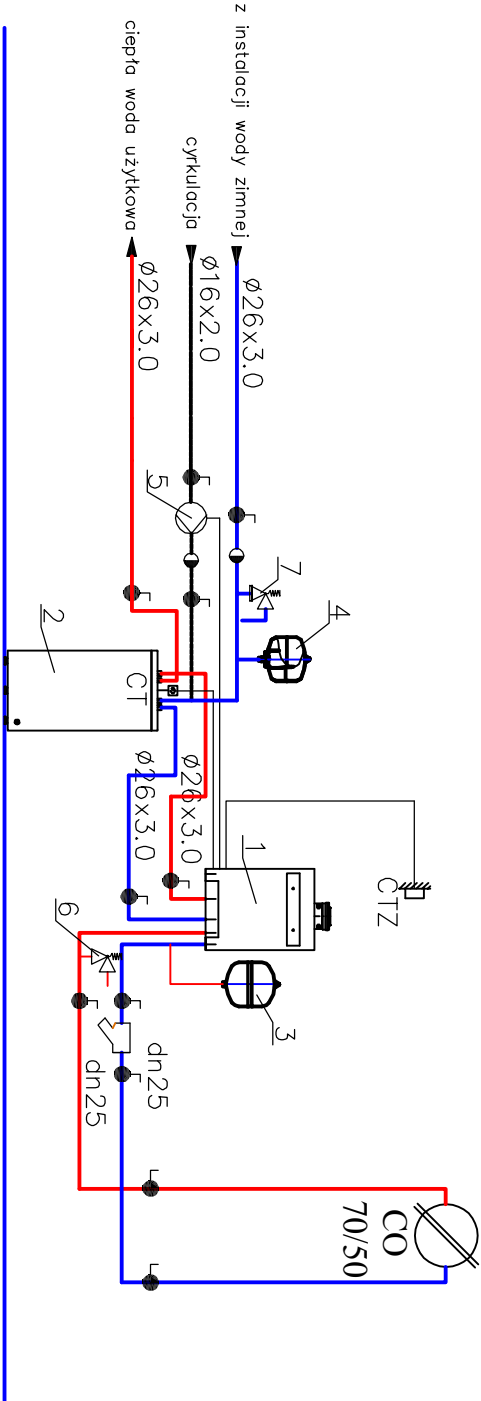 z instalacji wody zimnej
cyrkulacja
ciepła woda użytkowa
Ø26x3.0
Ø16x2.0
Ø26x3.0
7
4
5
2
CT
Ø26x3.0
Ø26x3.0
1
CTZ
3
6
dn25
dn25
CO
70/50